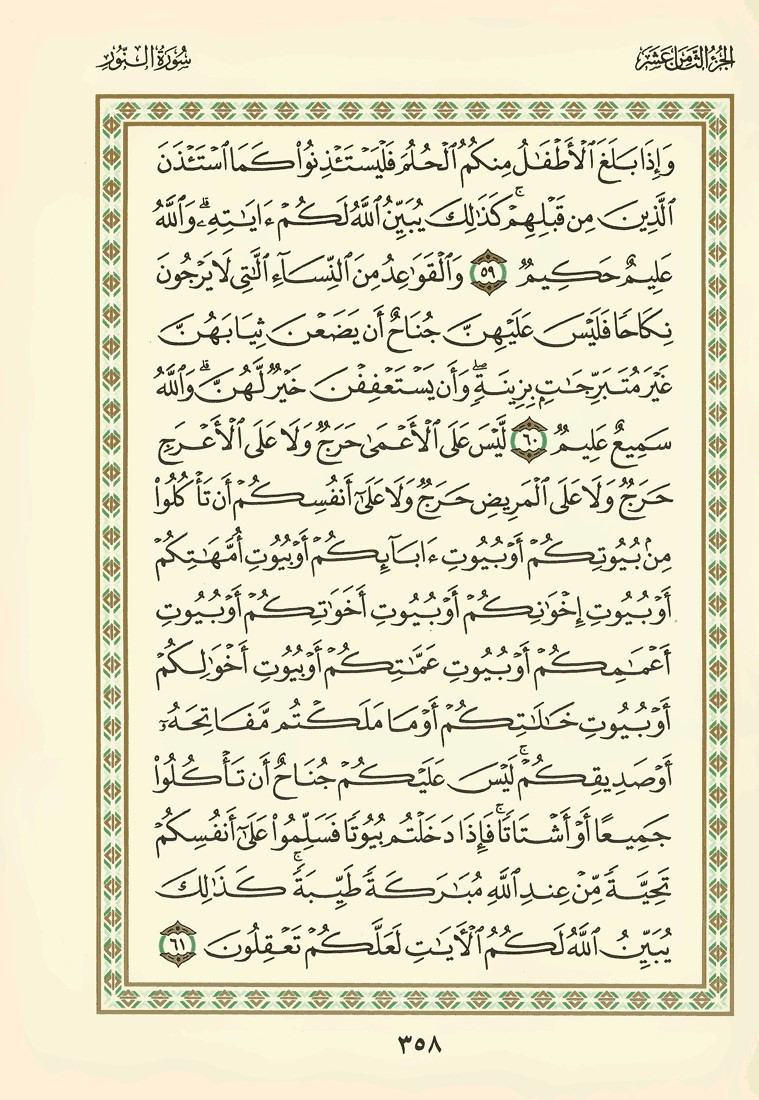 الجزء الثامن عشر
سورة النور
وَإِذَا بَلَغَ ٱلْأَطْفَٰلُ مِنكُمُ ٱلْحُلُمَ فَلْيَسْتَـْٔذِنُوا۟ كَمَا ٱسْتَـْٔذَنَ
ٱلَّذِينَ مِن قَبْلِهِمْ ۚ كَذَٰلِكَ يُبَيِّنُ ٱللَّهُ لَكُمْ ءَايَٰتِهِۦ ۗ وَٱللَّهُ
عَلِيمٌ حَكِيمٌ ٥٩ وَٱلْقَوَٰعِدُ مِنَ ٱلنِّسَآءِ ٱلَّٰتِى لَا يَرْجُونَ
نِكَاحًا فَلَيْسَ عَلَيْهِنَّ جُنَاحٌ أَن يَضَعْنَ ثِيَابَهُنَّ
غَيْرَ مُتَبَرِّجَٰتٍۭ بِزِينَةٍ ۖ وَأَن يَسْتَعْفِفْنَ خَيْرٌ لَّهُنَّ ۗ وَٱللَّهُ
سَمِيعٌ عَلِيمٌ ٦٠ لَّيْسَ عَلَى ٱلْأَعْمَىٰ حَرَجٌ وَلَا عَلَى ٱلْأَعْرَجِ
حَرَجٌ وَلَا عَلَى ٱلْمَرِيضِ حَرَجٌ وَلَا عَلَىٰٓ أَنفُسِكُمْ أَن تَأْكُلُوا۟
مِنۢ بُيُوتِكُمْ أَوْ بُيُوتِ ءَابَآئِكُمْ أَوْ بُيُوتِ أُمَّهَٰتِكُمْ
أَوْ بُيُوتِ إِخْوَٰنِكُمْ أَوْ بُيُوتِ أَخَوَٰتِكُمْ أَوْ بُيُوتِ
أَعْمَٰمِكُمْ أَوْ بُيُوتِ عَمَّٰتِكُمْ أَوْ بُيُوتِ أَخْوَٰلِكُمْ
أَوْ بُيُوتِ خَٰلَٰتِكُمْ أَوْ مَا مَلَكْتُم مَّفَاتِحَهُۥٓ
أَوْ صَدِيقِكُمْ ۚ لَيْسَ عَلَيْكُمْ جُنَاحٌ أَن تَأْكُلُوا۟
جَمِيعًا أَوْ أَشْتَاتًا ۚ فَإِذَا دَخَلْتُم بُيُوتًا فَسَلِّمُوا۟ عَلَىٰٓ أَنفُسِكُمْ
تَحِيَّةً مِّنْ عِندِ ٱللَّهِ مُبَٰرَكَةً طَيِّبَةً ۚ كَذَٰلِكَ
يُبَيِّنُ ٱللَّهُ لَكُمُ ٱلْـَٔايَٰتِ لَعَلَّكُمْ تَعْقِلُونَ ٦١
٣٥٨